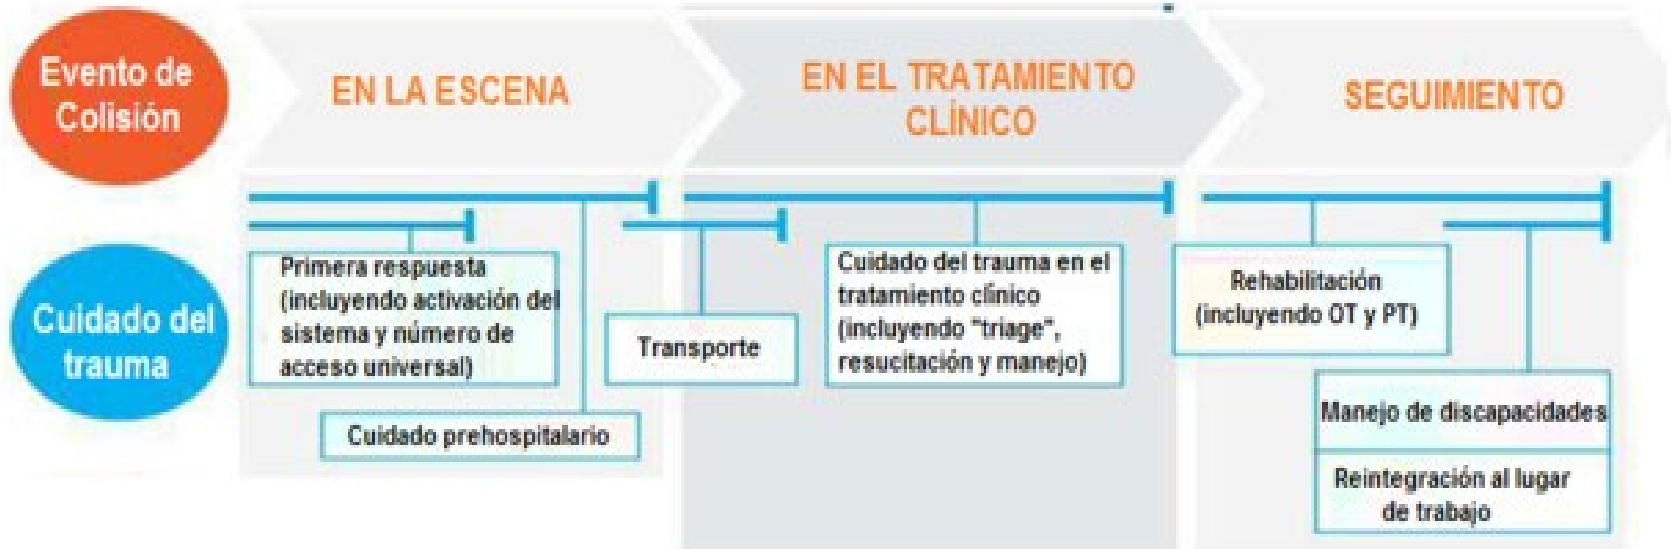 Evento de
Colisión
EN LA ESCENA
EN EL TRATAMIENTO
CLÍNICO
SEGUIMIENTO
Cuidado del
trauma
Primera respuesta
(incluyendo activación del
sistema y número de
acceso universal)
Cuidado prehospitalario
Transporte
Cuidado del trauma en el
tratamiento clínico
(incluyendo "triage",
resucitación y manejo)
Rehabilitación
(incluyendo OT y PT)
Manejo de discapacidades
Reintegración al lugar
de trabajo